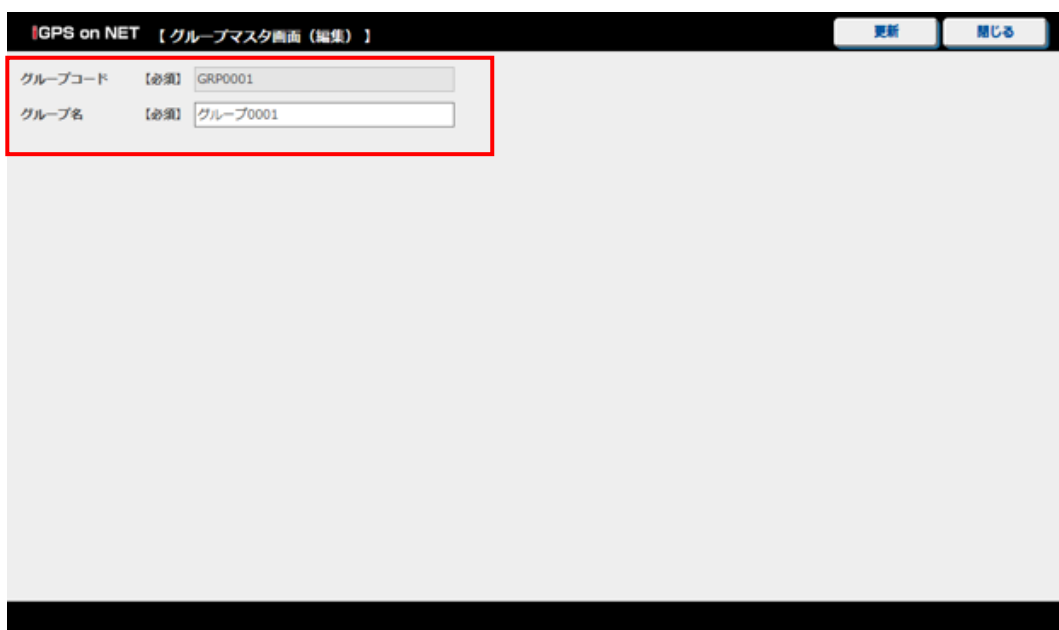 GPS on NET 【 グループマスタ画面（編集） 】 更新 閉じる
グループコード 【必須】 GRP0001
グループ名 【必須】 グループ0001